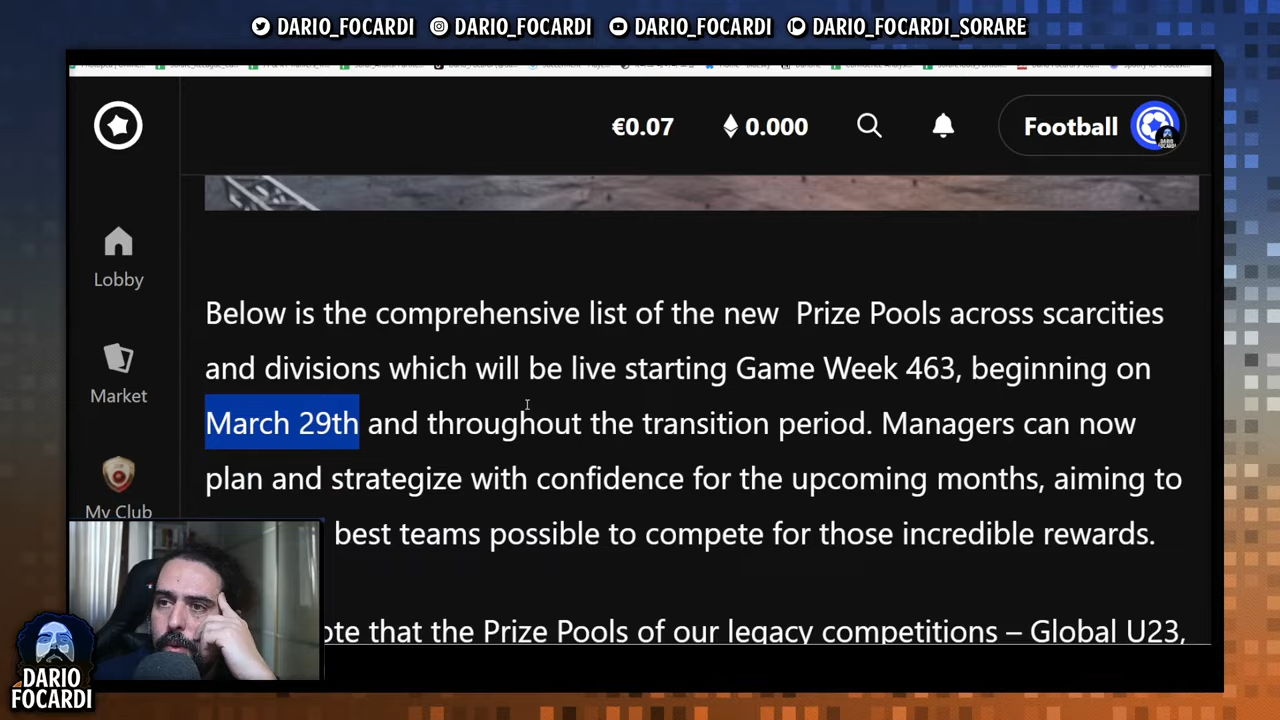 DARIO_FOCARDI DARIO_FOCARDI DARIO_FOCARDI DARIO_FOCARDI_SORARE
€0.07 0.000 Football
Lobby
Market
My Club
Below is the comprehensive list of the new Prize Pools across scarcities
and divisions which will be live starting Game Week 463, beginning on
March 29th and throughout the transition period. Managers can now
plan and strategize with confidence for the upcoming months, aiming to
best teams possible to compete for those incredible rewards.
ote that the Prize Pools of our legacy competitions – Global U23,
DARIO
FOCARDI